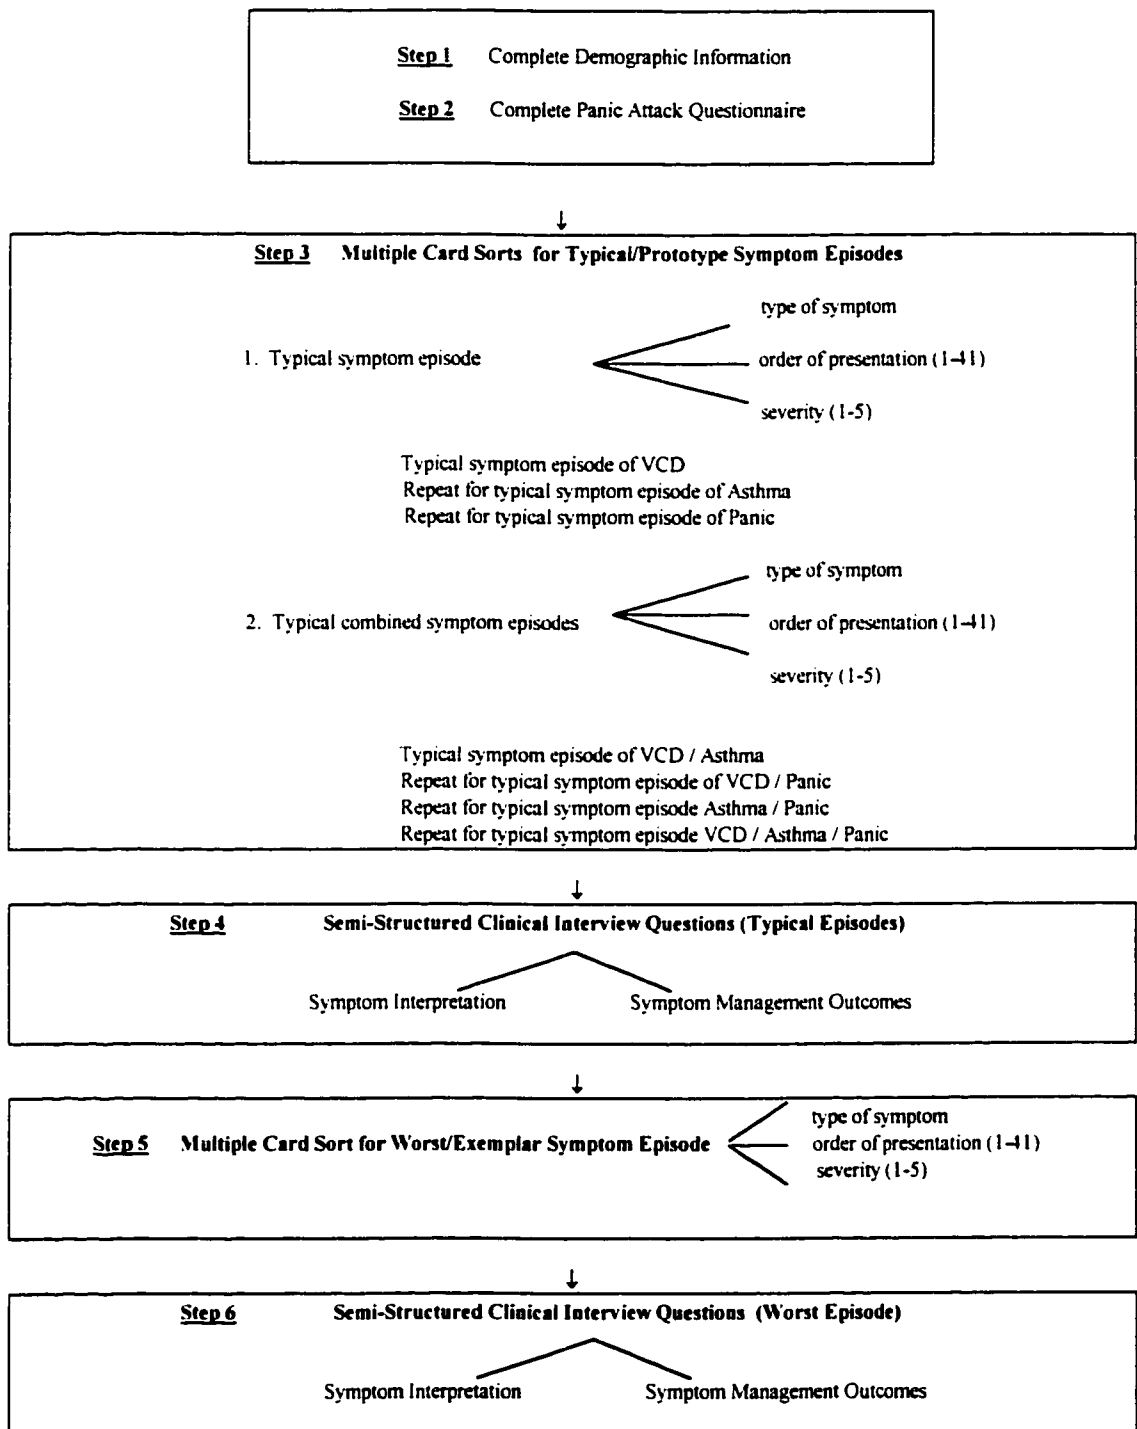 Step 1 Complete Demographic Information
Step 2 Complete Panic Attack Questionnaire
↓
Step 3 Multiple Card Sorts for Typical/Prototype Symptom Episodes
type of symptom
1. Typical symptom episode
order of presentation (1-41)
severity (1-5)
Typical symptom episode of VCD
Repeat for typical symptom episode of Asthma
Repeat for typical symptom episode of Panic
type of symptom
2. Typical combined symptom episodes
order of presentation (1-41)
severity (1-5)
Typical symptom episode of VCD / Asthma
Repeat for typical symptom episode of VCD / Panic
Repeat for typical symptom episode Asthma / Panic
Repeat for typical symptom episode VCD / Asthma / Panic
↓
Step 4 Semi-Structured Clinical Interview Questions (Typical Episodes)
Symptom Interpretation Symptom Management Outcomes
↓
type of symptom
Step 5 Multiple Card Sort for Worst/Exemplar Symptom Episode order of presentation (1-41)
severity (1-5)
↓
Step 6 Semi-Structured Clinical Interview Questions (Worst Episode)
Symptom Interpretation Symptom Management Outcomes